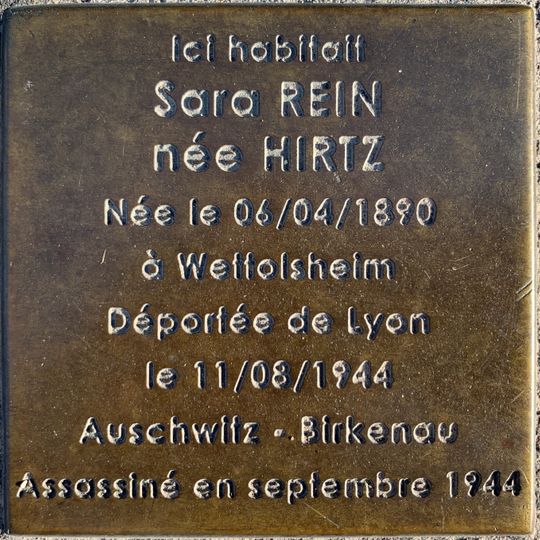 Ici habitait
Sara REIN
née HIRTZ
Née le 06/04/1890
à Wettolsheim
Déportée de Lyon
le 11/08/1944
Auschwitz - Birkenau
Assassiné en septembre 1944